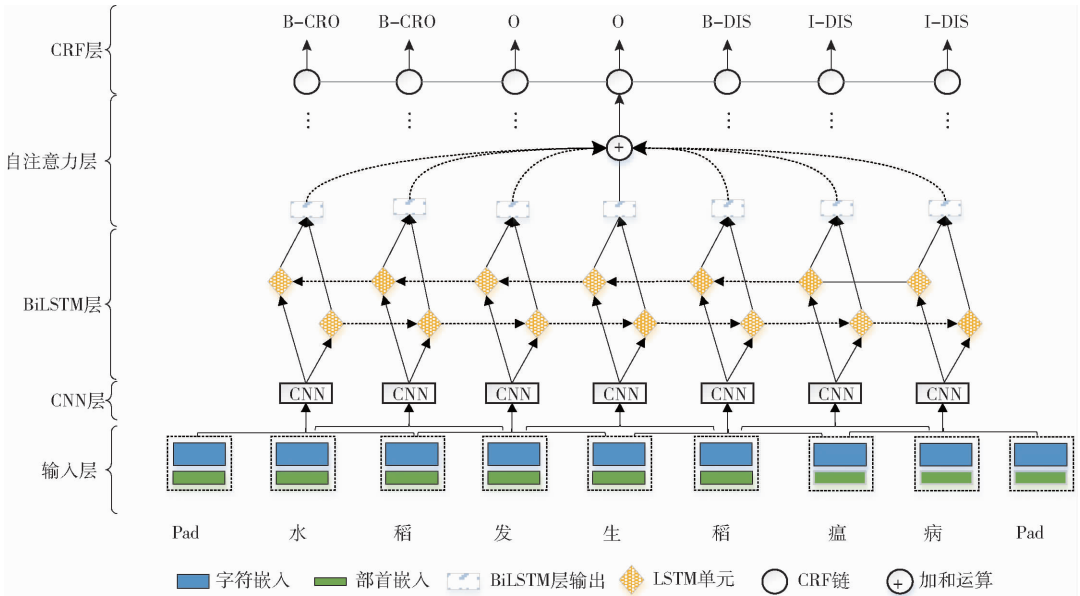 B-CRO B-CRO O O B-DIS I-DIS I-DIS
CRF层
自注意力层
+
BiLSTM层
CNN层 CNN CNN CNN CNN CNN CNN CNN
输入层
Pad 水 稻 发 生 稻 瘟 病 Pad
字符嵌入 部首嵌入 BiLSTM层输出 LSTM单元 CRF链 + 加和运算